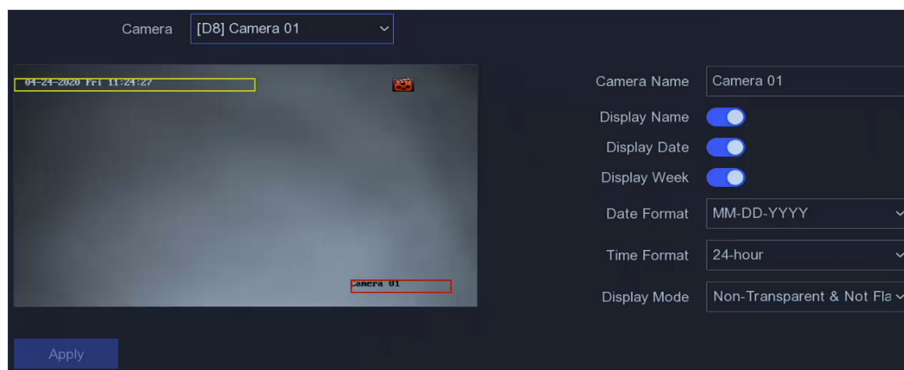 Camera [D8] Camera 01
04-24-2020 Fri 11:24:27
Camera 01
Camera Name Camera 01
Display Name
Display Date
Display Week
Date Format MM-DD-YYYY
Time Format 24-hour
Display Mode Non-Transparent & Not Fla
Apply